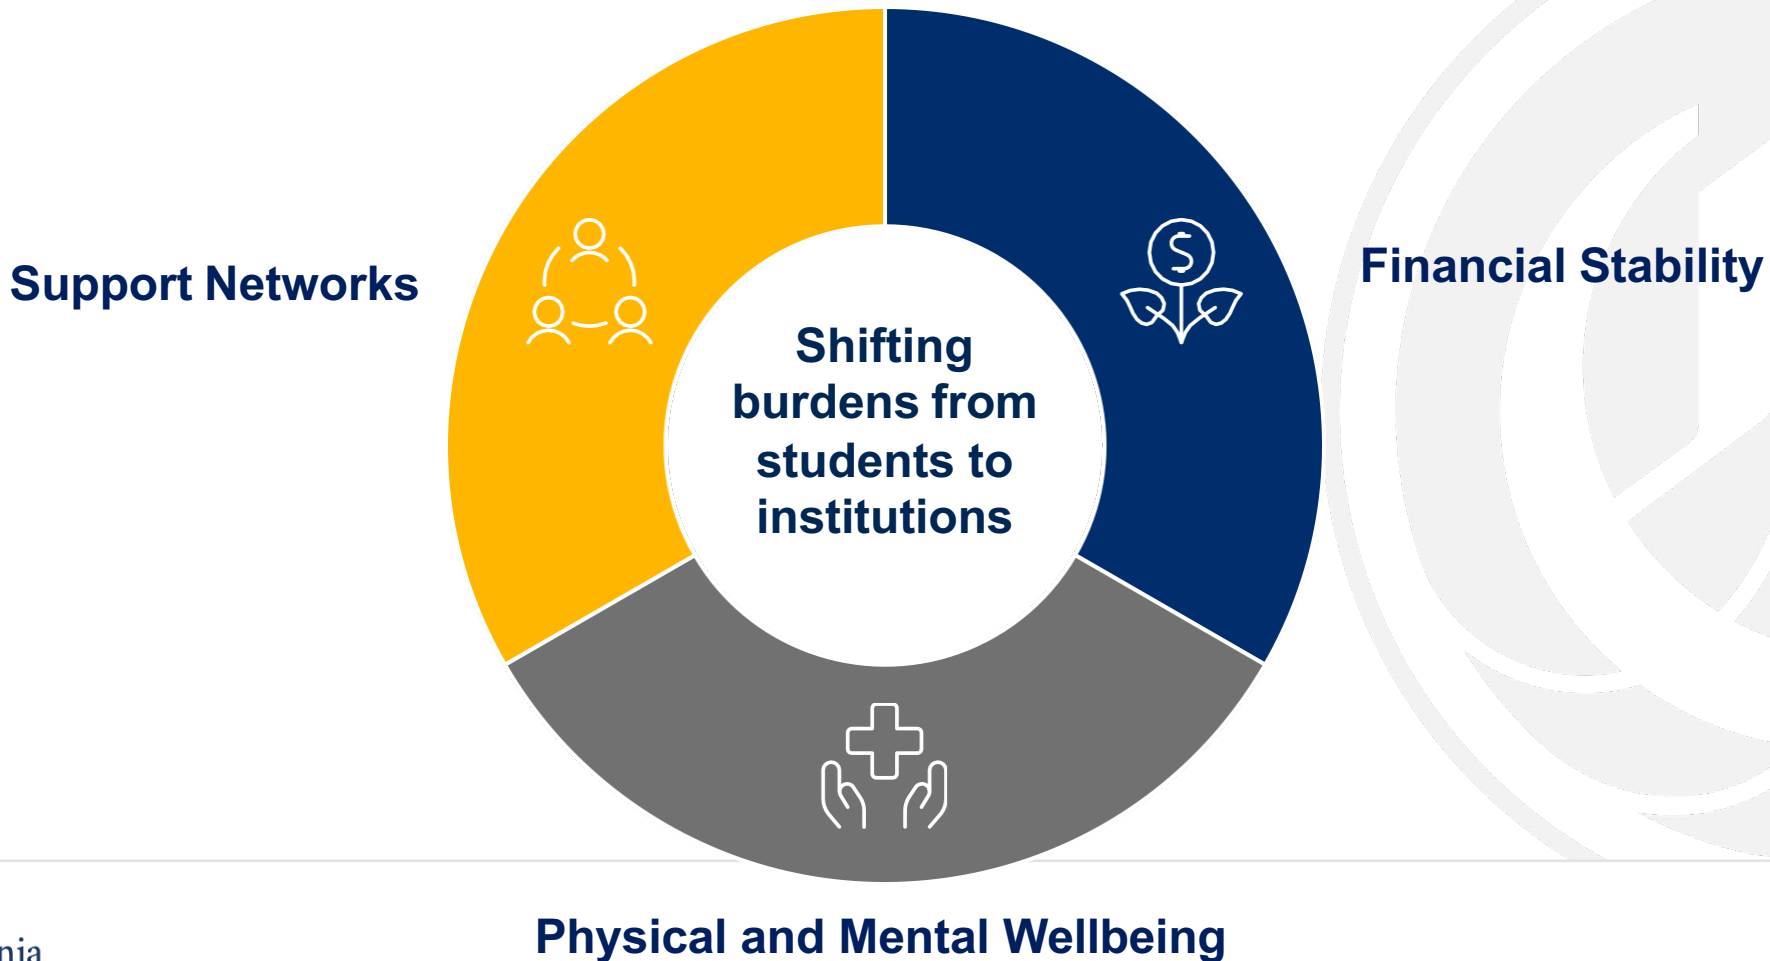 Support Networks
Financial Stability
Shifting
burdens from
students to
institutions
Physical and Mental Wellbeing